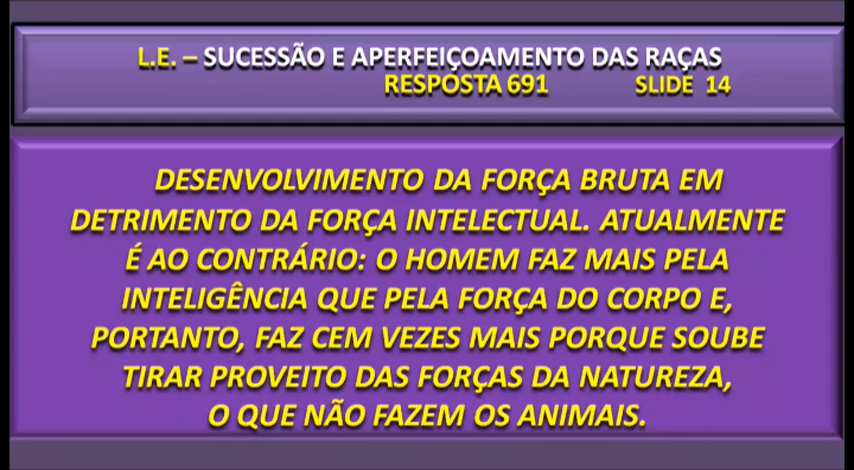 L.E. – SUCESSÃO E APERFEIÇOAMENTO DAS RAÇAS
RESPOSTA 691 SLIDE 14
DESENVOLVIMENTO DA FORÇA BRUTA EM
DETRIMENTO DA FORÇA INTELECTUAL. ATUALMENTE
É AO CONTRÁRIO: O HOMEM FAZ MAIS PELA
INTELIGÊNCIA QUE PELA FORÇA DO CORPO E,
PORTANTO, FAZ CEM VEZES MAIS PORQUE SOUBE
TIRAR PROVEITO DAS FORÇAS DA NATUREZA,
O QUE NÃO FAZEM OS ANIMAIS.